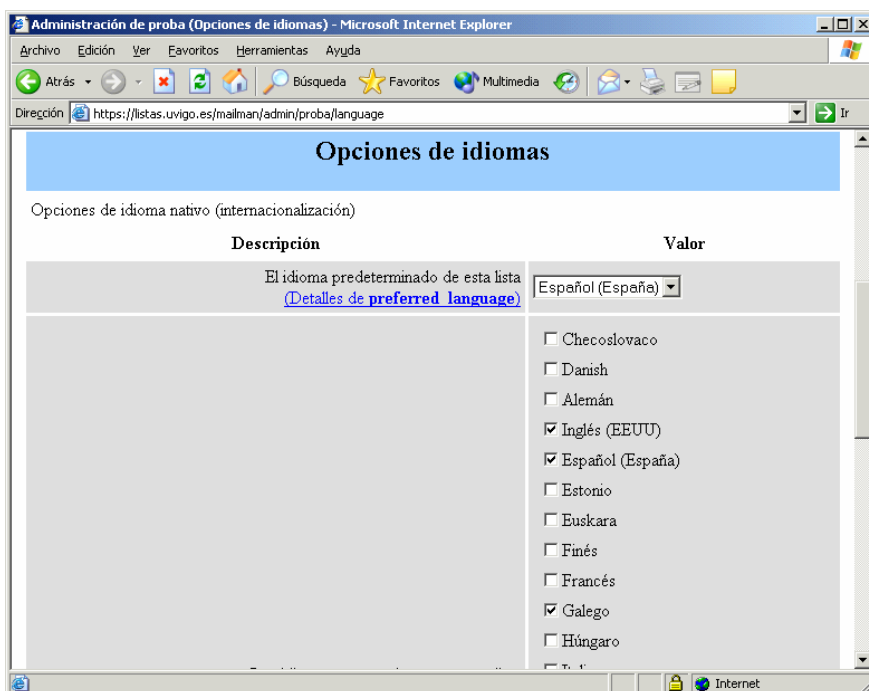 Administración de proba (Opciones de idiomas) - Microsoft Internet Explorer
Archivo Edición Ver Favoritos Herramientas Ayuda
Atrás Búsqueda Favoritos Multimedia
Dirección https://listas.uvigo.es/mailman/admin/proba/language Ir
Opciones de idiomas
Opciones de idioma nativo (internacionalización)
Descripción Valor
El idioma predeterminado de esta lista
(Detalles de preferred_language)
Español (España)
Checoslovaco
Danish
Alemán
Inglés (EEUU)
Español (España)
Estonio
Euskara
Finés
Francés
Galego
Húngaro
Internet